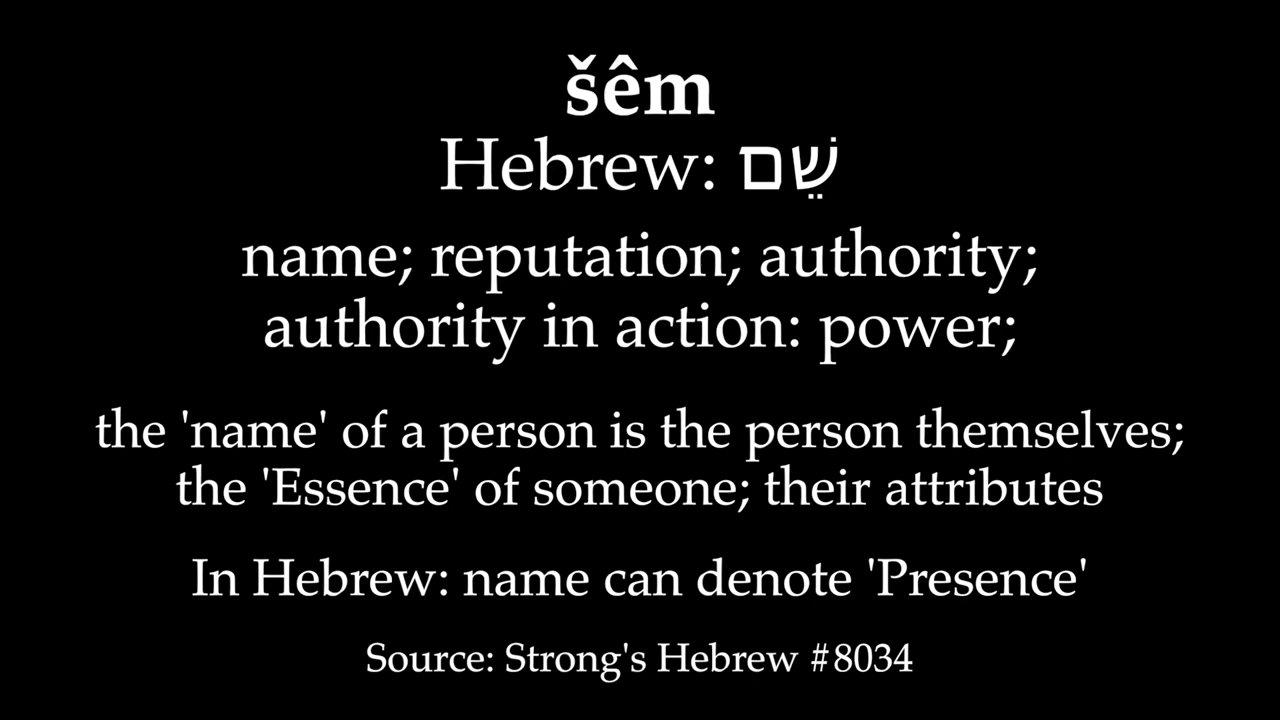 šêm
Hebrew: שֵׁם
name; reputation; authority;
authority in action: power;
the 'name' of a person is the person themselves;
the 'Essence' of someone; their attributes
In Hebrew: name can denote 'Presence'
Source: Strong's Hebrew #8034